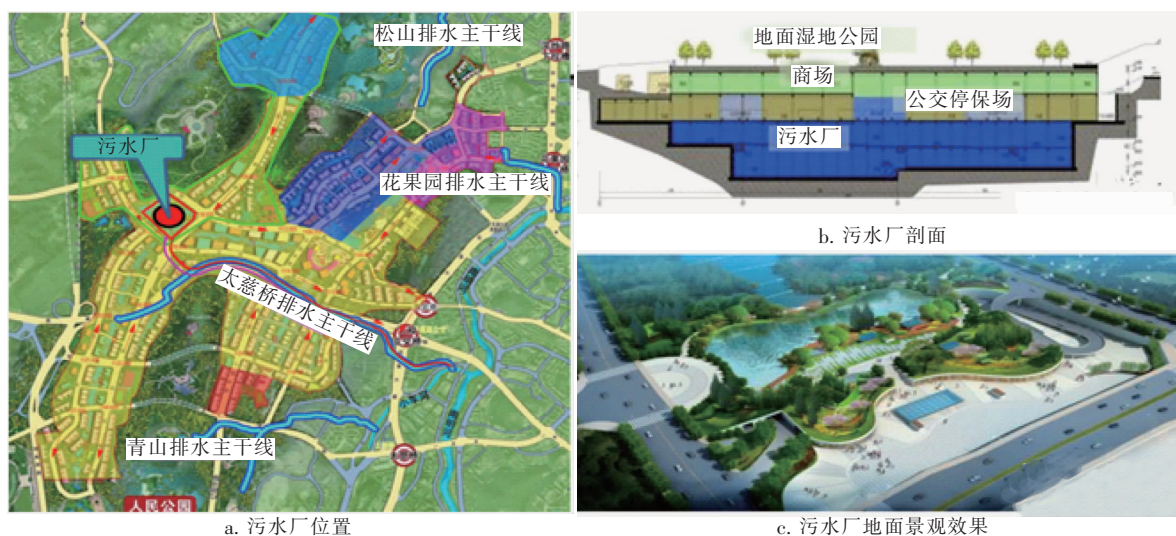 松山排水主干线
污水厂
花果园排水主干线
太慈桥排水主干线
青山排水主干线
人民公园
a. 污水厂位置
地面湿地公园
商场
公交停保场
污水厂
b. 污水厂剖面
c. 污水厂地面景观效果